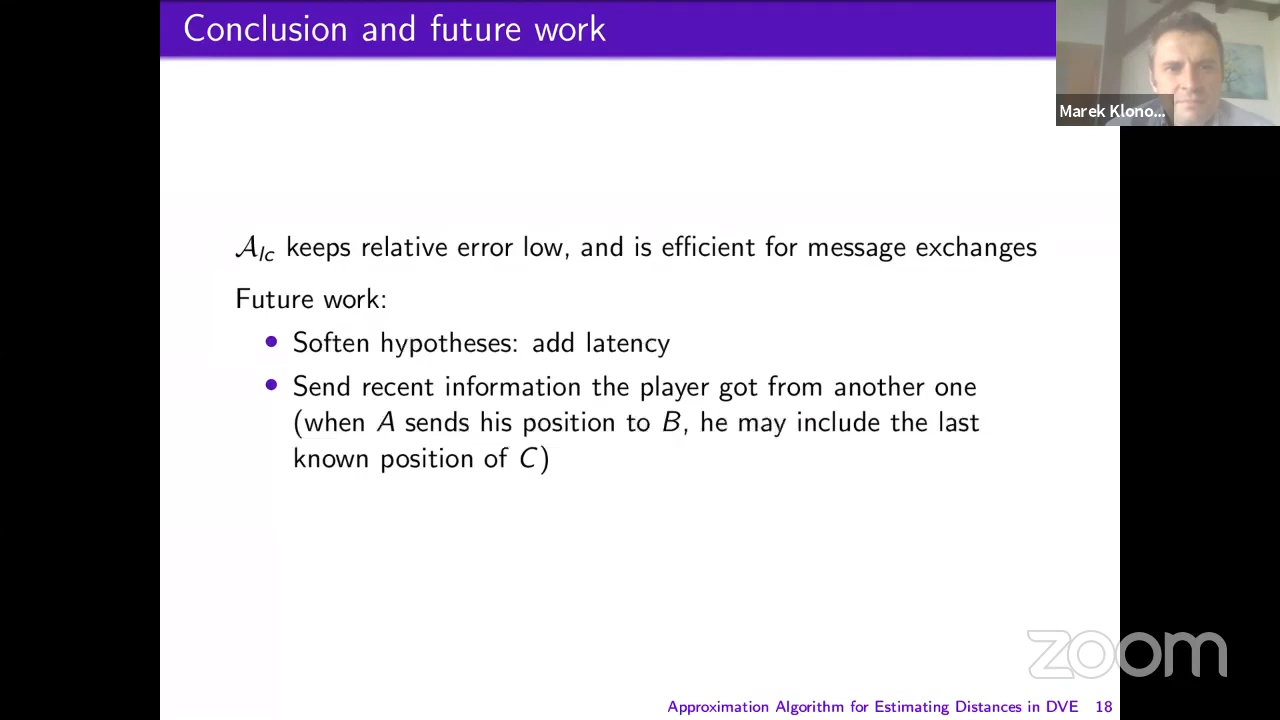 Conclusion and future work
Marek Klono...
𝒜lc keeps relative error low, and is efficient for message exchanges
Future work:
• Soften hypotheses: add latency
• Send recent information the player got from another one
(when A sends his position to B, he may include the last
known position of C)
zoom
Approximation Algorithm for Estimating Distances in DVE 18